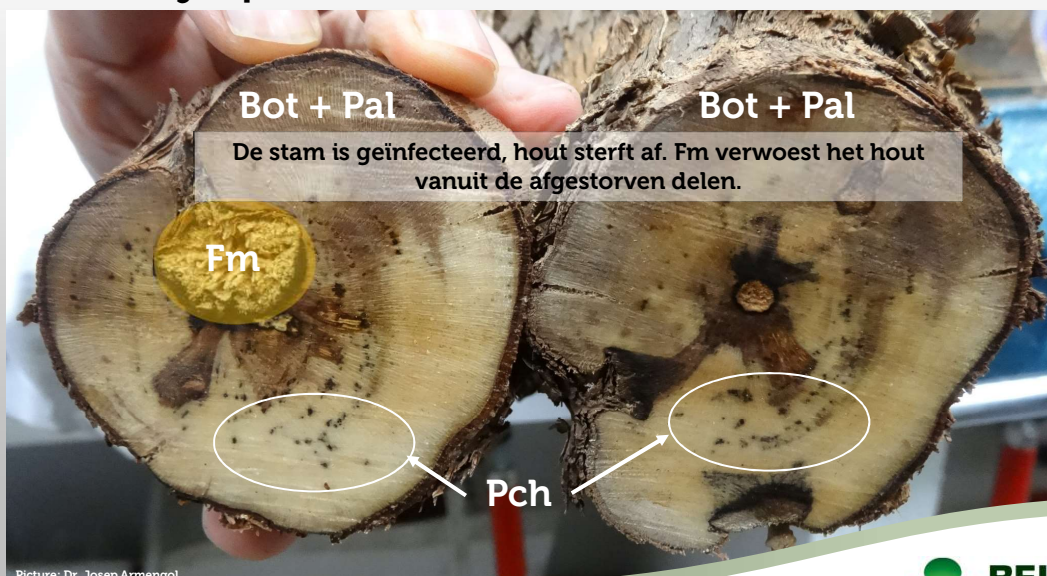 Bot + Pal
Bot + Pal
De stam is geïnfecteerd, hout sterft af. Fm verwoest het hout
vanuit de afgestorven delen.
Fm
Pch
Picture: Dr. Josep Armengol